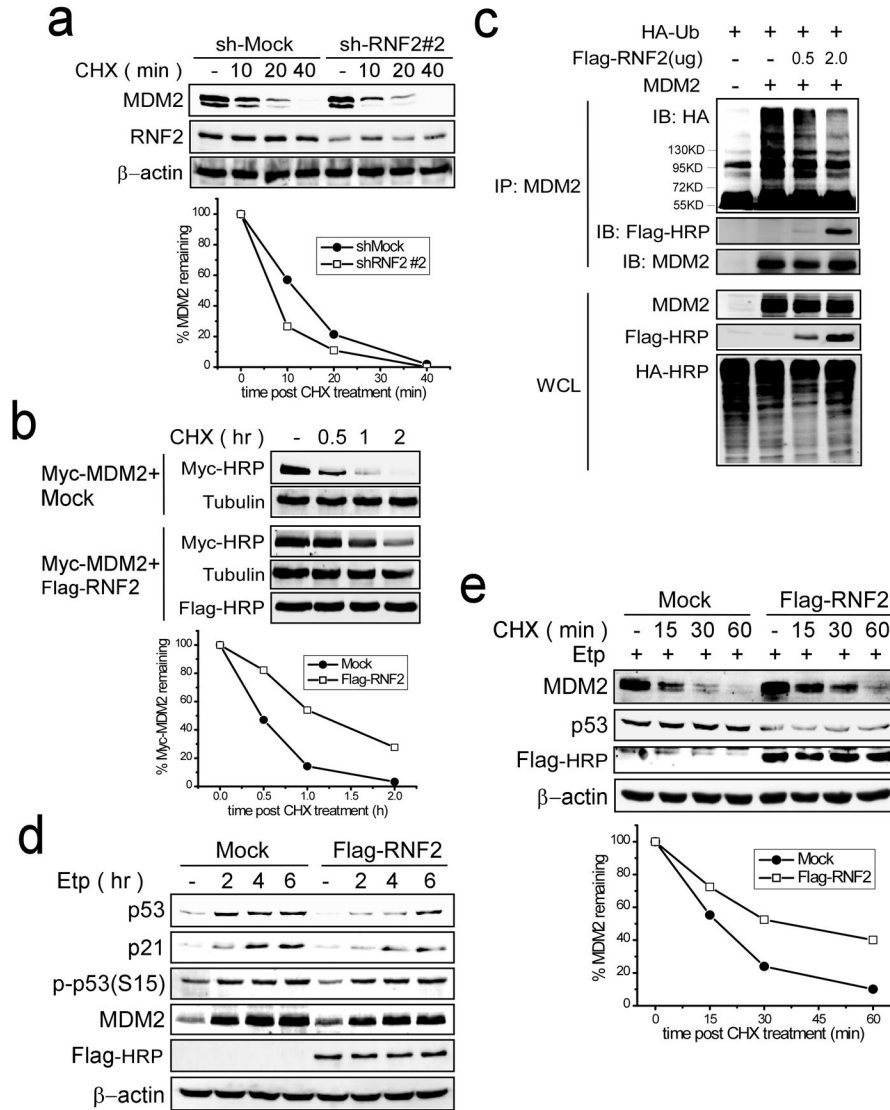 a
sh-Mock sh-RNF2#2
CHX ( min) - 10 20 40 - 10 20 40
MDM2
RNF2
β-actin
% MDM2 remaining
100
80
60
40
20
0
shMock
shRNF2 #2
0 10 20 30 40
time post CHX treatment (min)
b
CHX ( hr) - 0.5 1 2
Myc-MDM2+
Mock
Myc-HRP
Tubulin
Myc-MDM2+
Flag-RNF2
Myc-HRP
Tubulin
Flag-HRP
% Myc-MDM2 remaining
100
80
60
40
20
0
Mock
Flag-RNF2
0.0 0.5 1.0 1.5 2.0
time post CHX treatment (h)
c
HA-Ub + + + +
Flag-RNF2(ug) - - 0.5 2.0
MDM2 - + + +
IP: MDM2
IB: HA
130KD
95KD
72KD
55KD
IB: Flag-HRP
IB: MDM2
WCL
MDM2
Flag-HRP
HA-HRP
d
Mock Flag-RNF2
Etp ( hr) - 2 4 6 - 2 4 6
p53
p21
p-p53(S15)
MDM2
Flag-HRP
β-actin
e
Mock Flag-RNF2
CHX ( min) - 15 30 60 - 15 30 60
Etp + + + + + + + +
MDM2
p53
Flag-HRP
β-actin
% MDM2 remaining
100
80
60
40
20
0
Mock
Flag-RNF2
0 15 30 45 60
time post CHX treatment (min)